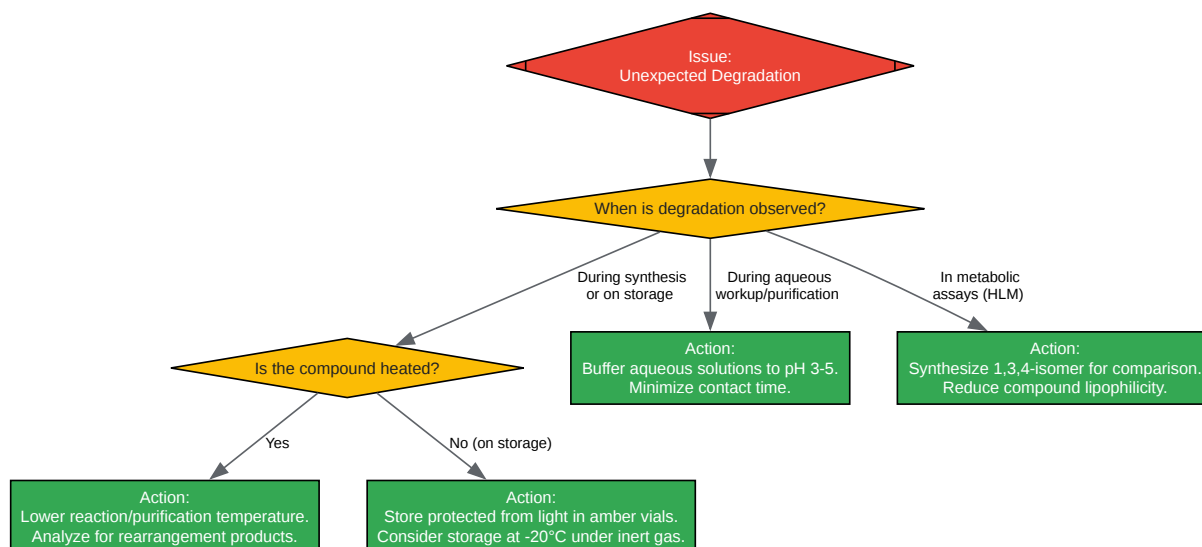 Issue:
Unexpected Degradation
When is degradation observed?
During synthesis
or on storage
During aqueous
workup/purification
In metabolic
assays (HLM)
Is the compound heated?
Action:
Buffer aqueous solutions to pH 3-5.
Minimize contact time.
Action:
Synthesize 1,3,4-isomer for comparison.
Reduce compound lipophilicity.
Yes
No (on storage)
Action:
Lower reaction/purification temperature.
Analyze for rearrangement products.
Action:
Store protected from light in amber vials.
Consider storage at -20°C under inert gas.